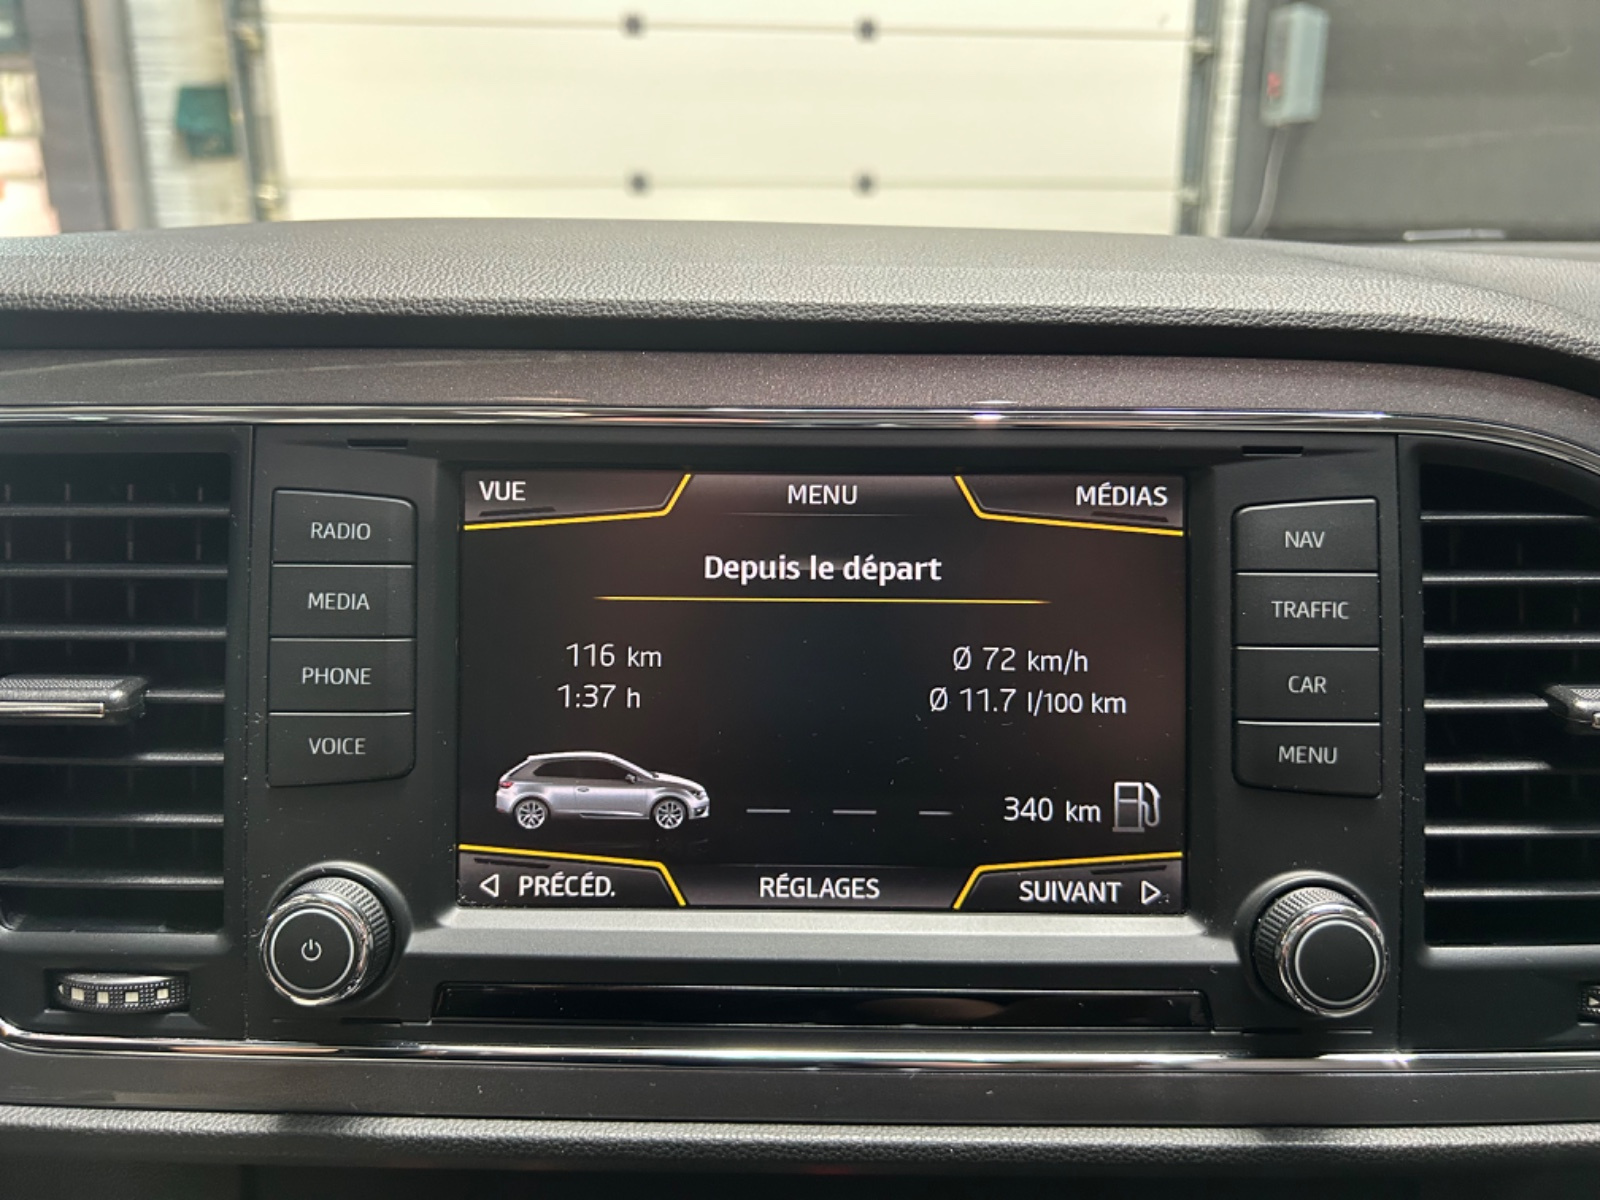 VUE MENU MÉDIAS
Depuis le départ
116 km Ø 72 km/h
1:37 h Ø 11.7 l/100 km
340 km
◁ PRÉCÉD. RÉGLAGES SUIVANT ▷
RADIO
MEDIA
PHONE
VOICE
NAV
TRAFFIC
CAR
MENU